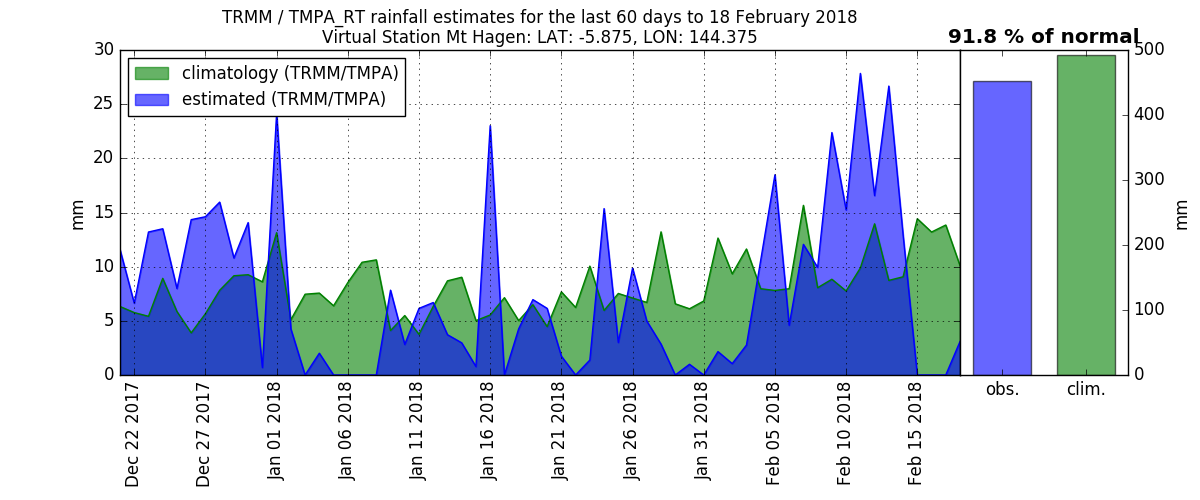 TRMM / TMPA_RT rainfall estimates for the last 60 days to 18 February 2018
Virtual Station Mt Hagen: LAT: -5.875, LON: 144.375
91.8 % of normal
climatology (TRMM/TMPA)
estimated (TRMM/TMPA)
mm
30
25
20
15
10
5
0
Dec 22 2017
Dec 27 2017
Jan 01 2018
Jan 06 2018
Jan 11 2018
Jan 16 2018
Jan 21 2018
Jan 26 2018
Jan 31 2018
Feb 05 2018
Feb 10 2018
Feb 15 2018
obs.
clim.
500
400
300
200
100
0
mm